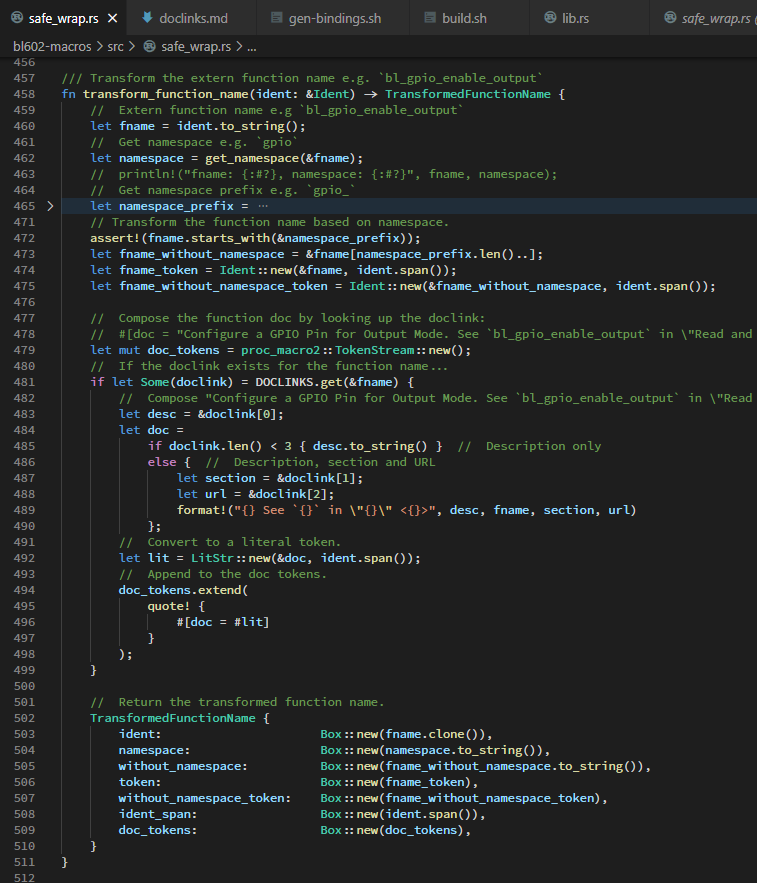 safe_wrap.rs × doclinks.md gen-bindings.sh build.sh lib.rs safe_wrap.rs
bl602-macros > src > safe_wrap.rs > ...
456
457 /// Transform the extern function name e.g. `bl_gpio_enable_output`
458 fn transform_function_name(ident: &Ident) -> TransformedFunctionName {
459     //  Extern function name e.g `bl_gpio_enable_output`
460     let fname = ident.to_string();
461     //  Get namespace e.g. `gpio`
462     let namespace = get_namespace(&fname);
463     // println!("fname: {:#?}, namespace: {:#?}", fname, namespace);
464     // Get namespace prefix e.g. `gpio_`
465 >   let namespace_prefix = ⋯
471     // Transform the function name based on namespace.
472     assert!(fname.starts_with(&namespace_prefix));
473     let fname_without_namespace = &fname[namespace_prefix.len()..];
474     let fname_token = Ident::new(&fname, ident.span());
475     let fname_without_namespace_token = Ident::new(&fname_without_namespace, ident.span());
476
477     //  Compose the function doc by looking up the doclink:
478     //  #[doc = "Configure a GPIO Pin for Output Mode. See `bl_gpio_enable_output` in \"Read and
479     let mut doc_tokens = proc_macro2::TokenStream::new();
480     //  If the doclink exists for the function name...
481     if let Some(doclink) = DOCLINKS.get(&fname) {
482         //  Compose "Configure a GPIO Pin for Output Mode. See `bl_gpio_enable_output` in \"Read
483         let desc = &doclink[0];
484         let doc =
485             if doclink.len() < 3 { desc.to_string() }  //  Description only
486             else {  //  Description, section and URL
487                 let section = &doclink[1];
488                 let url = &doclink[2];
489                 format!("{} See `{}` in \"{}\" <{}>", desc, fname, section, url)
490             };
491         //  Convert to a literal token.
492         let lit = LitStr::new(&doc, ident.span());
493         //  Append to the doc tokens.
494         doc_tokens.extend(
495             quote! {
496                 #[doc = #lit]
497             }
498         );
499     }
500
501     //  Return the transformed function name.
502     TransformedFunctionName {
503         ident:                      Box::new(fname.clone()),
504         namespace:                  Box::new(namespace.to_string()),
505         without_namespace:          Box::new(fname_without_namespace.to_string()),
506         token:                      Box::new(fname_token),
507         without_namespace_token:    Box::new(fname_without_namespace_token),
508         ident_span:                 Box::new(ident.span()),
509         doc_tokens:                 Box::new(doc_tokens),
510     }
511 }
512